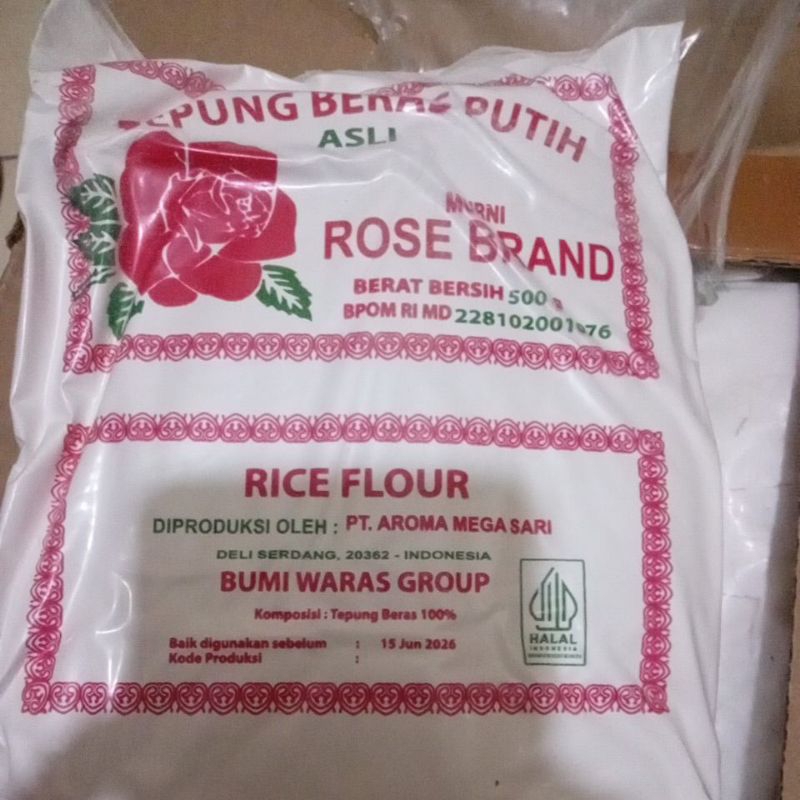 TEPUNG BERAS PUTIH
ASLI
MURNI
ROSE BRAND
BERAT BERSIH 500 g
BPOM RI MD
RICE FLOUR
DIPRODUKSI OLEH : PT. AROMA MEGA SARI
DELI SERDANG, 20362 - INDONESIA
BUMI WARAS GROUP
Komposisi : Tepung Beras 100%
Baik digunakan sebelum : 15 Jun 2026
Kode Produksi :
HALAL
INDONESIA